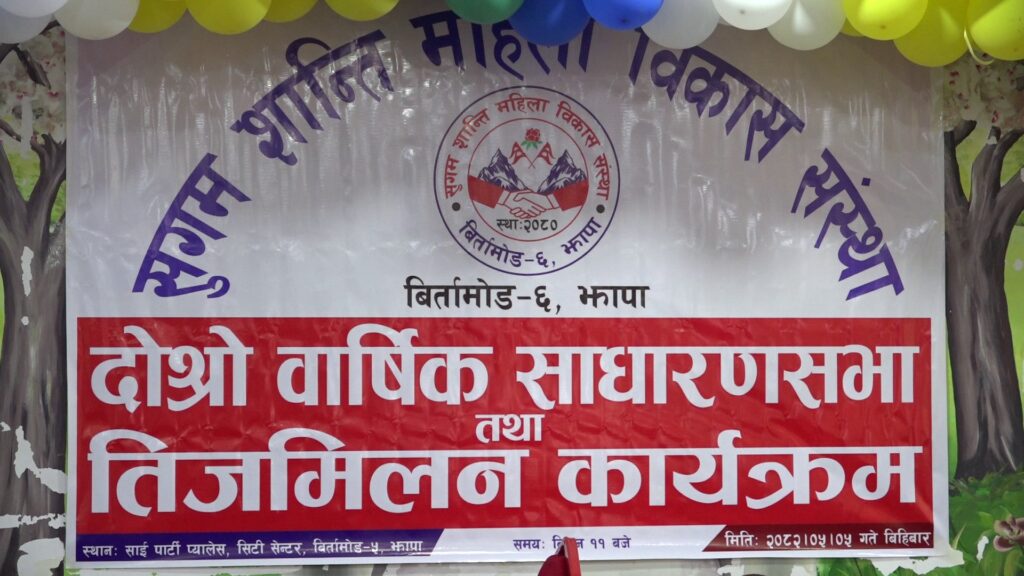 सुगम शान्ति महिला विकास संस्था
सुगम शान्ति महिला विकास संस्था
स्था:२०८०
बिर्तामोड-६, झापा
बिर्तामोड-६, झापा
दोश्रो वार्षिक साधारणसभा
तथा
तिजमिलन कार्यक्रम
स्थान: साई पार्टी प्यालेस, सिटी सेन्टर, बिर्तामोड-५, झापा
समय: ११ बजे
मिति: २०८२।०५।०५ गते बिहिबार